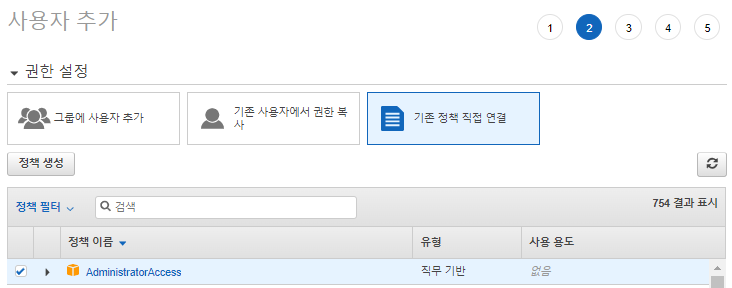 사용자 추가
1 2 3 4 5
권한 설정
그룹에 사용자 추가
기존 사용자에서 권한 복
사
기존 정책 직접 연결
정책 생성
정책 필터 검색 754 결과 표시
정책 이름 유형 사용 용도
AdministratorAccess 직무 기반 없음